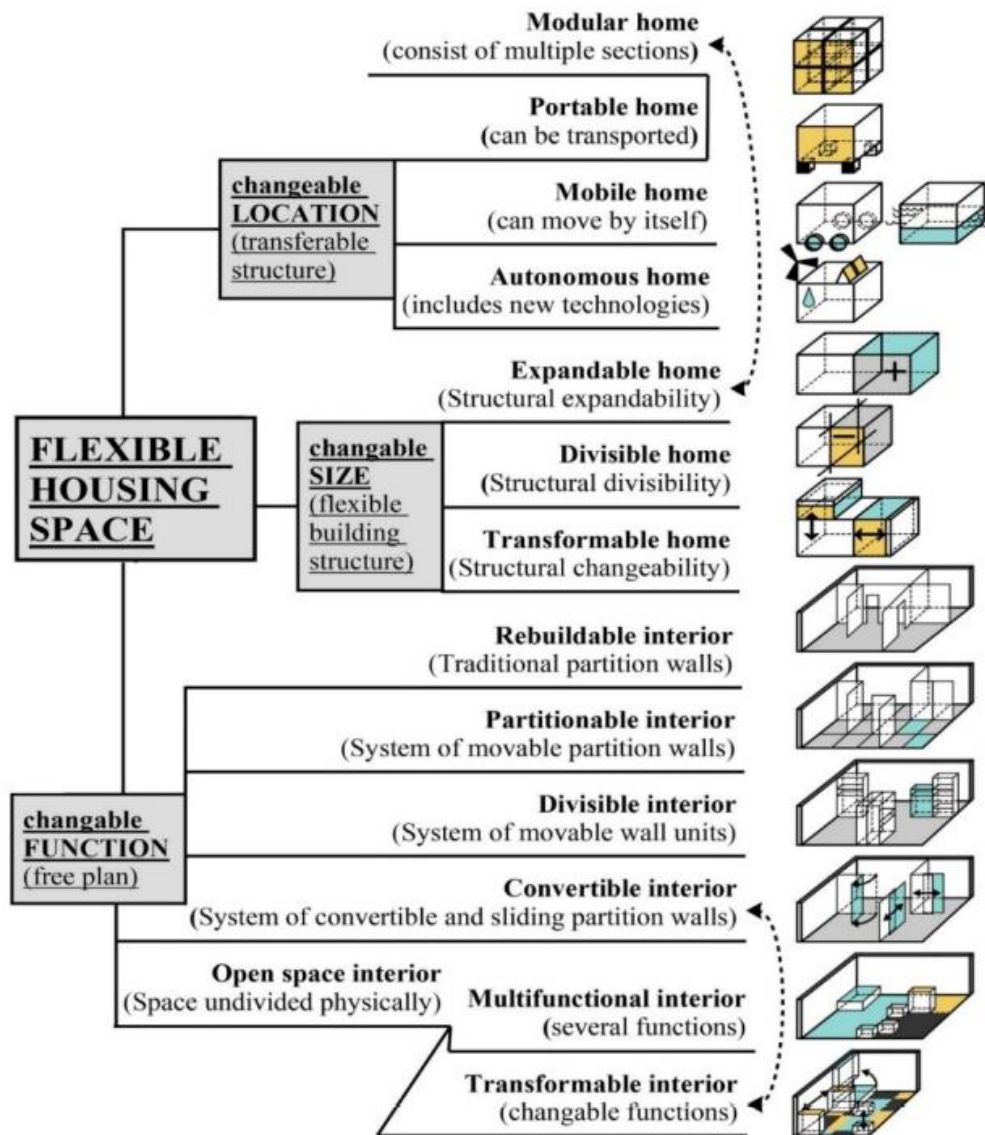 Modular home
(consist of multiple sections)
Portable home
(can be transported)
changeable
LOCATION
(transferable
structure)
Mobile home
(can move by itself)
Autonomous home
(includes new technologies)
Expandable home
(Structural expandability)
FLEXIBLE
HOUSING
SPACE
changable
SIZE
(flexible
building
structure)
Divisible home
(Structural divisibility)
Transformable home
(Structural changeability)
Rebuildable interior
(Traditional partition walls)
Partitionable interior
(System of movable partition walls)
changable
FUNCTION
(free plan)
Divisible interior
(System of movable wall units)
Convertible interior
(System of convertible and sliding partition walls)
Open space interior
(Space undivided physically)
Multifunctional interior
(several functions)
Transformable interior
(changable functions)